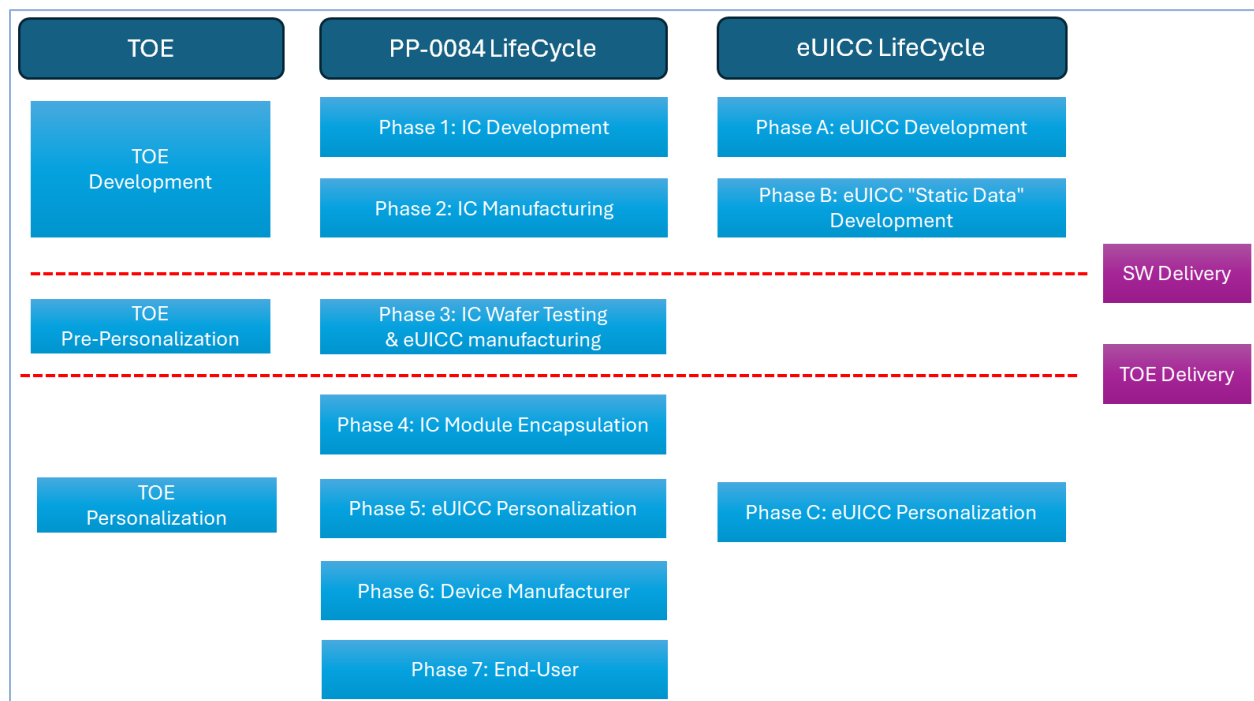 TOE
PP-0084 LifeCycle
eUICC LifeCycle
TOE
Development
Phase 1: IC Development
Phase A: eUICC Development
Phase 2: IC Manufacturing
Phase B: eUICC "Static Data"
Development
SW Delivery
TOE
Pre-Personalization
Phase 3: IC Wafer Testing
& eUICC manufacturing
TOE Delivery
Phase 4: IC Module Encapsulation
TOE
Personalization
Phase 5: eUICC Personalization
Phase C: eUICC Personalization
Phase 6: Device Manufacturer
Phase 7: End-User